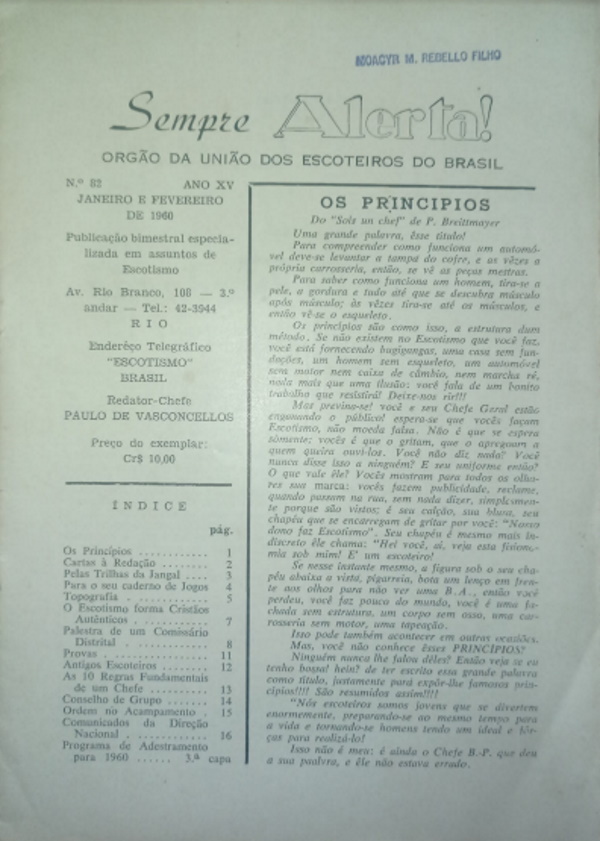 MOACYR M. REBELLO FILHO
Sempre Alerta!
ORGÃO DA UNIÃO DOS ESCOTEIROS DO BRASIL
N.º 82 ANO XV
JANEIRO E FEVEREIRO
DE 1960
Publicação bimestral especia-
lizada em assuntos de
Escotismo
Av. Rio Branco, 108 — 3.º
andar — Tel.: 42-3944
R I O
Enderêço Telegráfico
"ESCOTISMO"
BRASIL
Redator-Chefe
PAULO DE VASCONCELLOS
Preço do exemplar:
Cr$ 10,00
ÍNDICE
pág.
Os Princípios ........... 1
Cartas à Redação ........ 2
Pelas Trilhas da Jangal .... 3
Para o seu caderno de Jogos 4
Topografia .............. 5
O Escotismo forma Cristãos
Autênticos ............ 7
Palestra de um Comissário
Distrital .............. 8
Provas .................. 11
Antigos Escoteiros ....... 12
As 10 Regras Fundamentais
de um Chefe .......... 13
Conselho de Grupo ....... 14
Ordem no Acampamento .. 15
Comunicados da Direção
Nacional .............. 16
Programa de Adestramento
para 1960 ...... 3.ª capa
OS PRINCIPIOS
Do "Sois un chef" de P. Breittmayer
Uma grande palavra, êsse título!
Para compreender como funciona um automó-
vel deve-se levantar a tampa do cofre, e as vêzes a
própria carrosseria, então, se vê as peças mestras.
Para saber como funciona um homem, tira-se a
pele, a gordura e tudo até que se descubra músculo
após músculo; às vêzes tira-se até os músculos, e
então vê-se o esqueleto.
Os princípios são como isso, a estrutura dum
método. Se não existem no Escotismo que você faz,
você está fornecendo bugigangas, uma casa sem fun-
dações, um homem sem esqueleto, um automóvel
sem motor nem caixa de câmbio, nem marcha ré,
nada mais que uma ilusão: você fala de um bonito
trabalho que resistirá! Deixe-nos rir!!!
Mas previna-se! você e seu Chefe Geral estão
enganando o público! espera-se que vocês façam
Escotismo, não moeda falsa. Não é que se espera
sòmente; vocês é que o gritam, que o apregoam a
quem queira ouvi-los. Você não diz nada? Você
nunca disse isso a ninguém? E seu uniforme então?
O que vale êle? Vocês mostram para todos os olha-
res sua marca: vocês fazem publicidade, reclame,
quando passam na rua, sem nada dizer, simplesmen-
te porque são vistos; é seu calção, sua blusa, seu
chapéu que se encarregam de gritar por você: "Nosso
dono faz Escotismo". Seu chapéu é mesmo mais in-
discreto êle chama: "Hei você, aí, veja esta fisiono-
mia sob mim! E' um escoteiro!
Se nesse instante mesmo, a figura sob o seu cha-
péu abaixa a vista, pigarreia, bota um lenço em fren-
te aos olhos para não ver uma B.A., então você
perdeu, você faz pouco do mundo, você é uma fa-
chada sem estrutura, um corpo sem osso, uma car-
rosseria sem motor, uma tapeação.
Isso pode também acontecer em outras ocasiões.
Mas, você não conhece êsses PRINCÍPIOS?
Ninguém nunca lhe falou dêles? Então veja se eu
tenho bossa! hein? de ter escrito essa grande palavra
como título, justamente para expôr-lhe famosos prin-
cípios!!!! São resumidos assim!!!!
"Nós escoteiros somos jovens que se divertem
enormemente, preparando-se ao mesmo tempo para
a vida e tornando-se homens tendo um ideal e fôr-
ças para realizá-lo!
Isso não é meu: é ainda o Chefe B.-P. que deu
a sua palavra, e êle não estava errado.